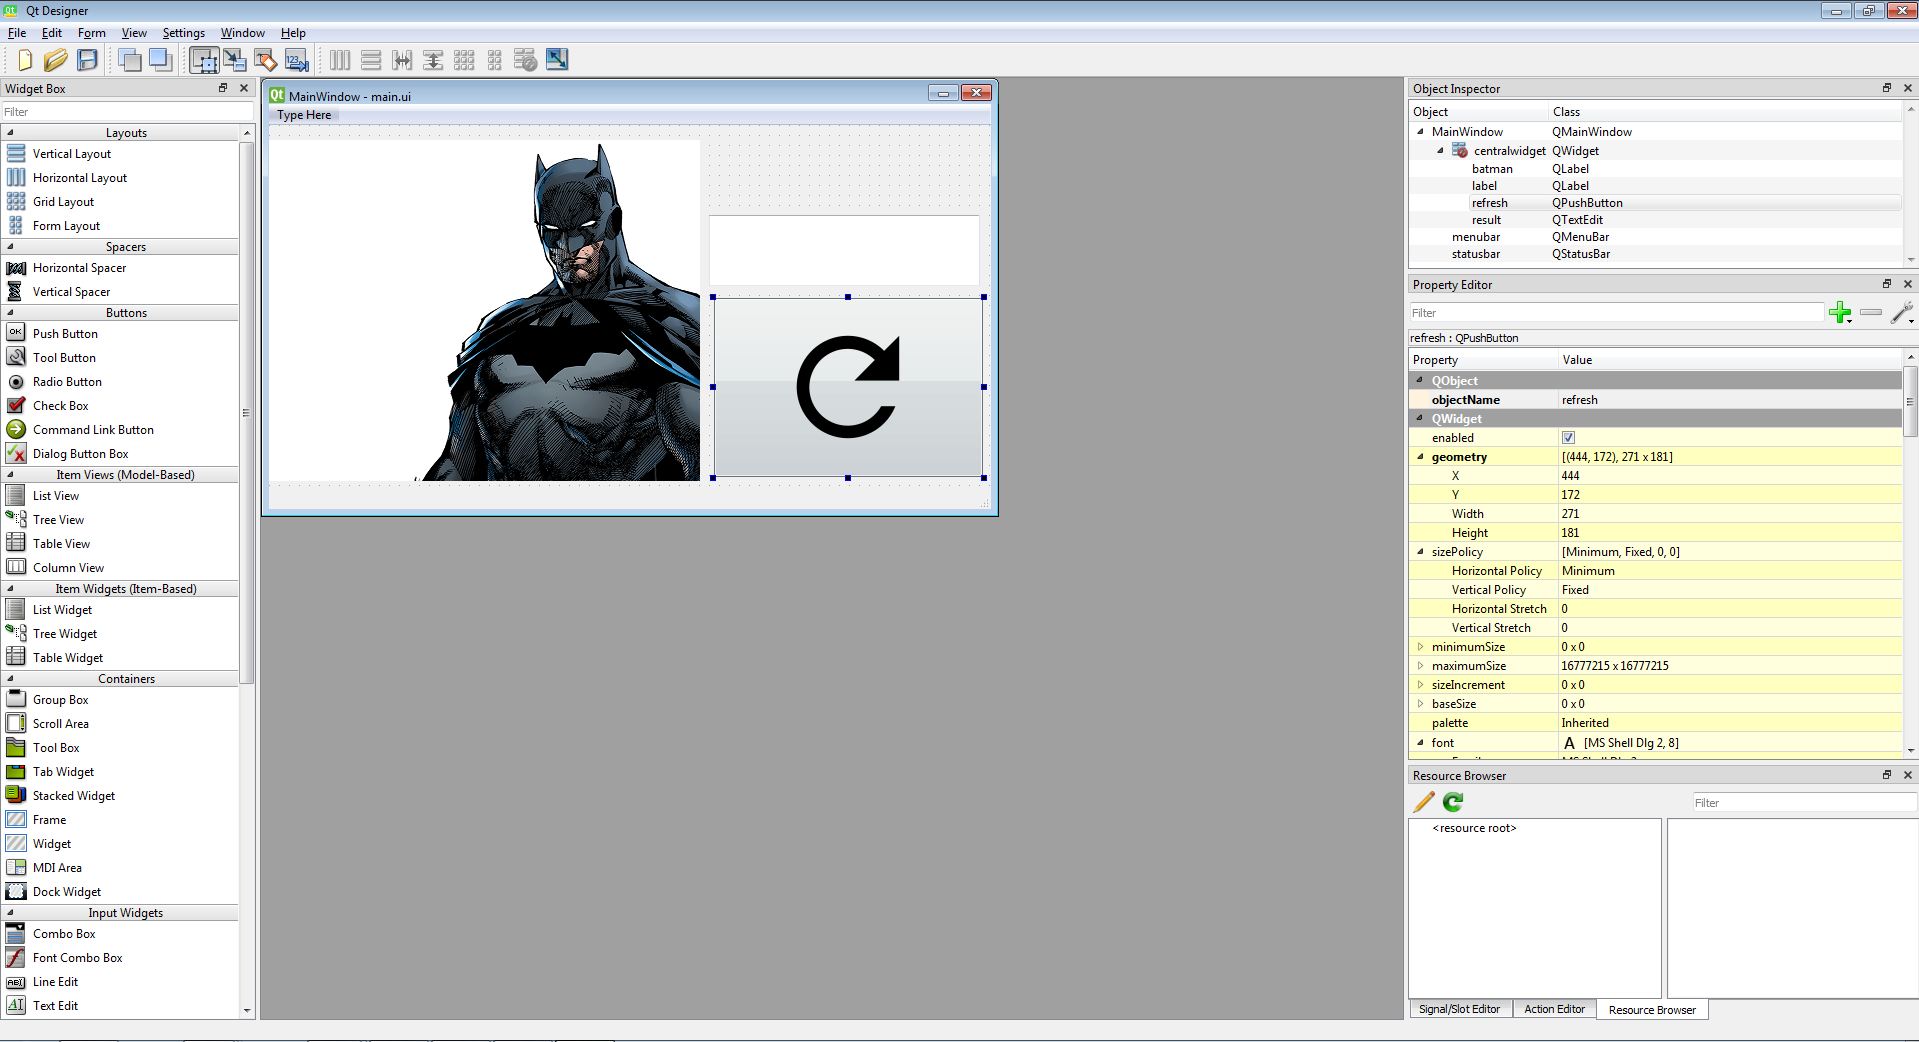 Qt Designer
File Edit Form View Settings Window Help
Widget Box
Filter
Layouts
Vertical Layout
Horizontal Layout
Grid Layout
Form Layout
Spacers
Horizontal Spacer
Vertical Spacer
Buttons
OK Push Button
Tool Button
Radio Button
Check Box
Command Link Button
Dialog Button Box
Item Views (Model-Based)
List View
Tree View
Table View
Column View
Item Widgets (Item-Based)
List Widget
Tree Widget
Table Widget
Containers
Group Box
Scroll Area
Tool Box
Tab Widget
Stacked Widget
Frame
Widget
MDI Area
Dock Widget
Input Widgets
Combo Box
Font Combo Box
ABI Line Edit
AI Text Edit
Qt MainWindow - main.ui
Type Here
Object Inspector
Object Class
MainWindow QMainWindow
centralwidget QWidget
batman QLabel
label QLabel
refresh QPushButton
result QTextEdit
menubar QMenuBar
statusbar QStatusBar
Property Editor
Filter
refresh : QPushButton
Property Value
QObject
objectName refresh
QWidget
enabled
geometry [(444, 172), 271 x 181]
X 444
Y 172
Width 271
Height 181
sizePolicy [Minimum, Fixed, 0, 0]
Horizontal Policy Minimum
Vertical Policy Fixed
Horizontal Stretch 0
Vertical Stretch 0
minimumSize 0 x 0
maximumSize 16777215 x 16777215
sizeIncrement 0 x 0
baseSize 0 x 0
palette Inherited
font A [MS Shell Dlg 2, 8]
Resource Browser
Filter
<resource root>
Signal/Slot Editor Action Editor Resource Browser